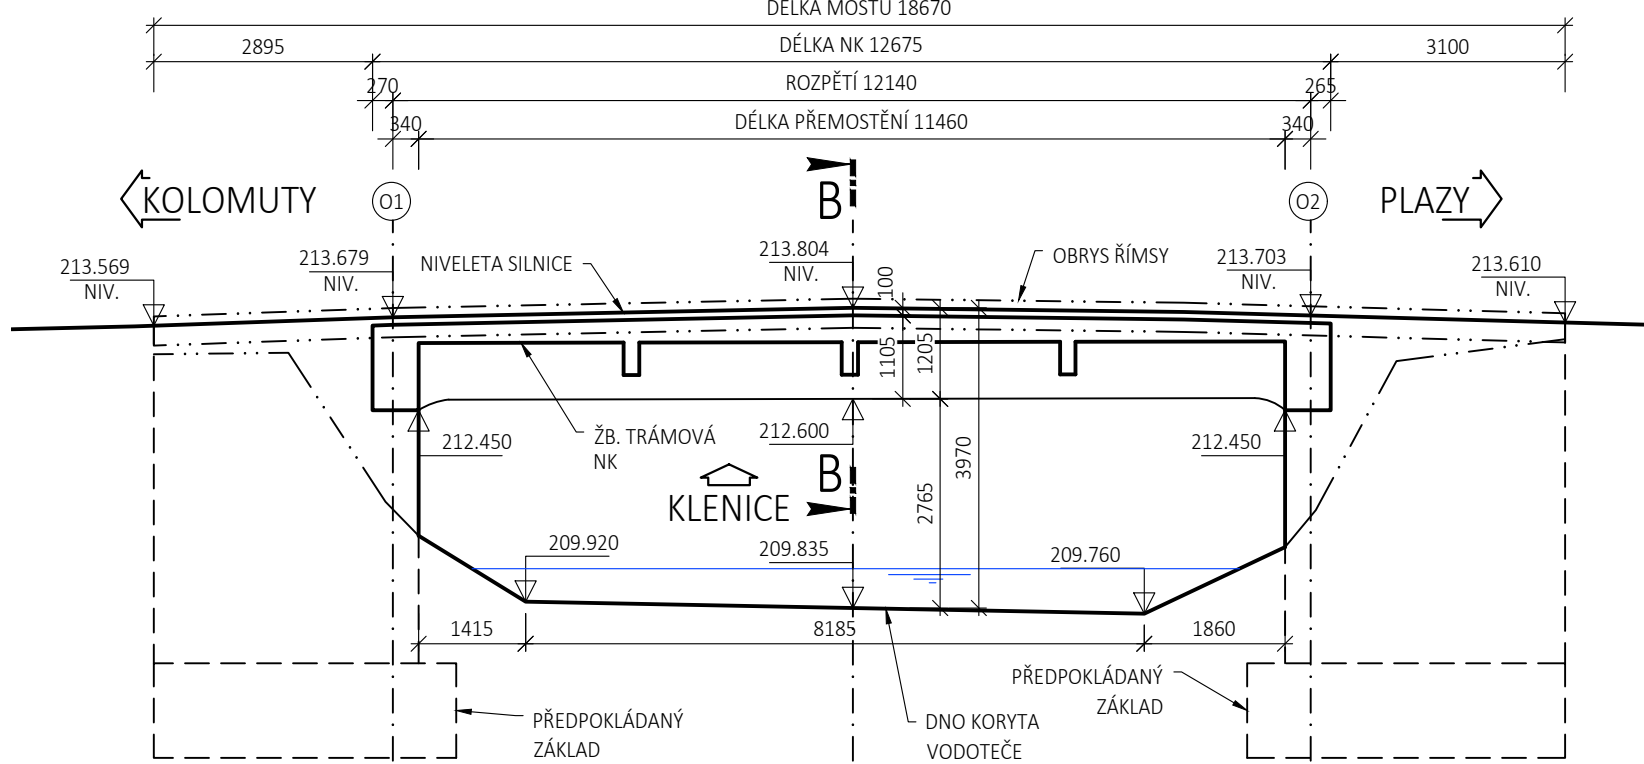 DÉLKA MOSTU 18670
2895
DÉLKA NK 12675
3100
270
ROZPĚTÍ 12140
265
340
DÉLKA PŘEMOSTĚNÍ 11460
340
KOLOMUTY
O1
B
O2
PLAZY
213.569
NIV.
213.679
NIV.
NIVELETA SILNICE
213.804
NIV.
100
OBRYS ŘÍMSY
213.703
NIV.
213.610
NIV.
1105
1205
212.450
ŽB. TRÁMOVÁ
NK
212.600
212.450
3970
B
KLENICE
2765
209.920
209.835
209.760
1415
8185
1860
PŘEDPOKLÁDANÝ
ZÁKLAD
PŘEDPOKLÁDANÝ
ZÁKLAD
DNO KORYTA
VODOTEČE